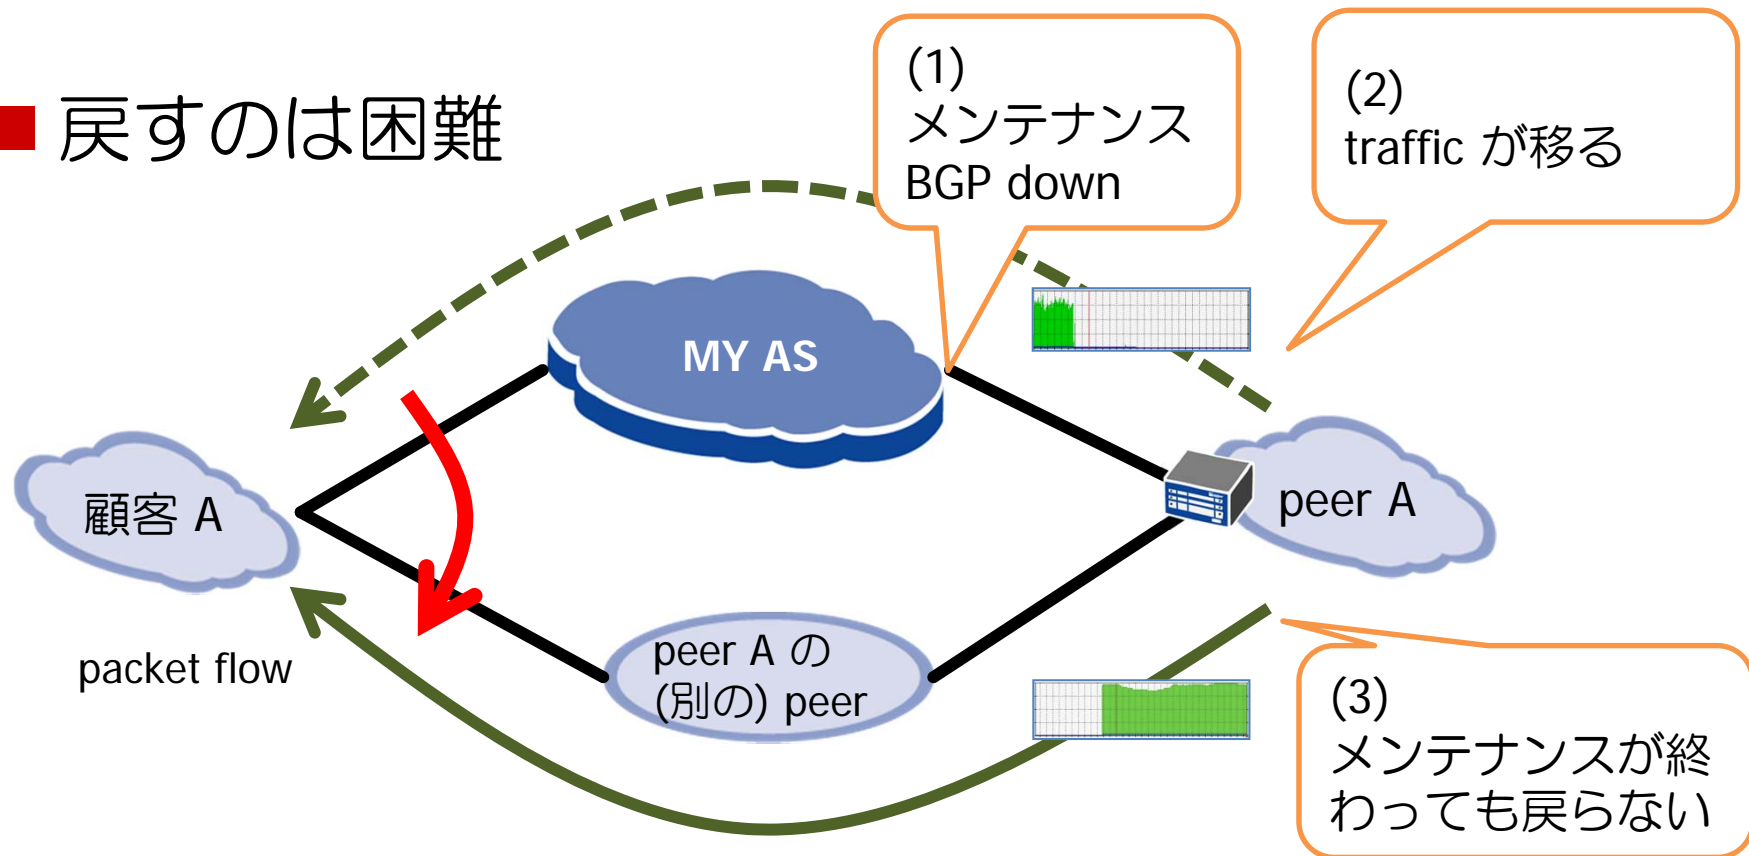 戻すのは困難
(1)
メンテナンス
BGP down
(2)
traffic が移る
MY AS
顧客 A
peer A
packet flow
peer A の
(別の) peer
(3)
メンテナンスが終
わっても戻らない